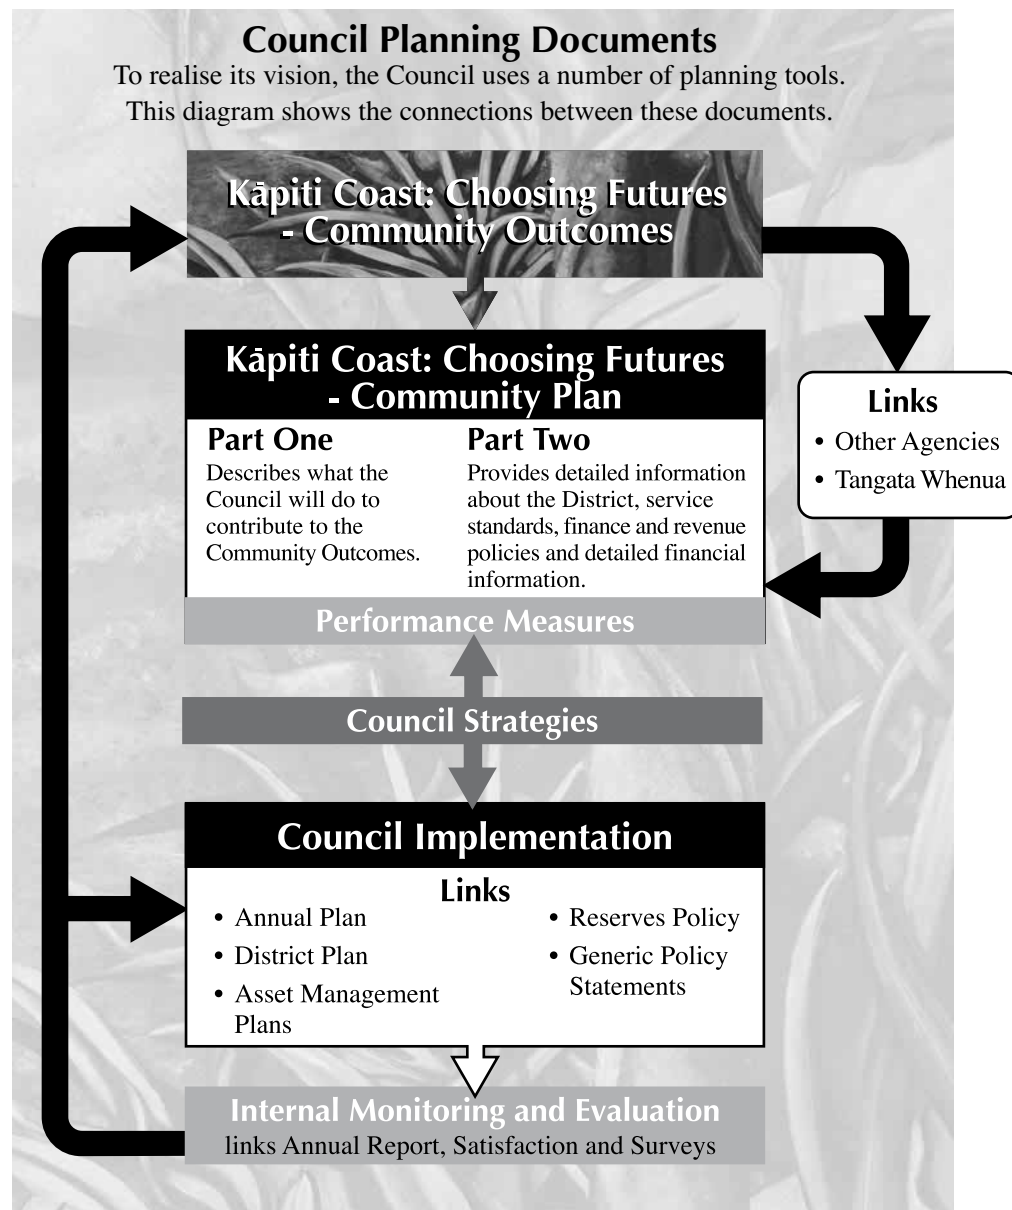 Council Planning Documents
To realise its vision, the Council uses a number of planning tools.
This diagram shows the connections between these documents.
Kāpiti Coast: Choosing Futures
- Community Outcomes
Kāpiti Coast: Choosing Futures
- Community Plan
Part One
Describes what the
Council will do to
contribute to the
Community Outcomes.
Part Two
Provides detailed information
about the District, service
standards, finance and revenue
policies and detailed financial
information.
Links
• Other Agencies
• Tangata Whenua
Performance Measures
Council Strategies
Council Implementation
Links
• Annual Plan
• District Plan
• Asset Management
Plans
• Reserves Policy
• Generic Policy
Statements
Internal Monitoring and Evaluation
links Annual Report, Satisfaction and Surveys